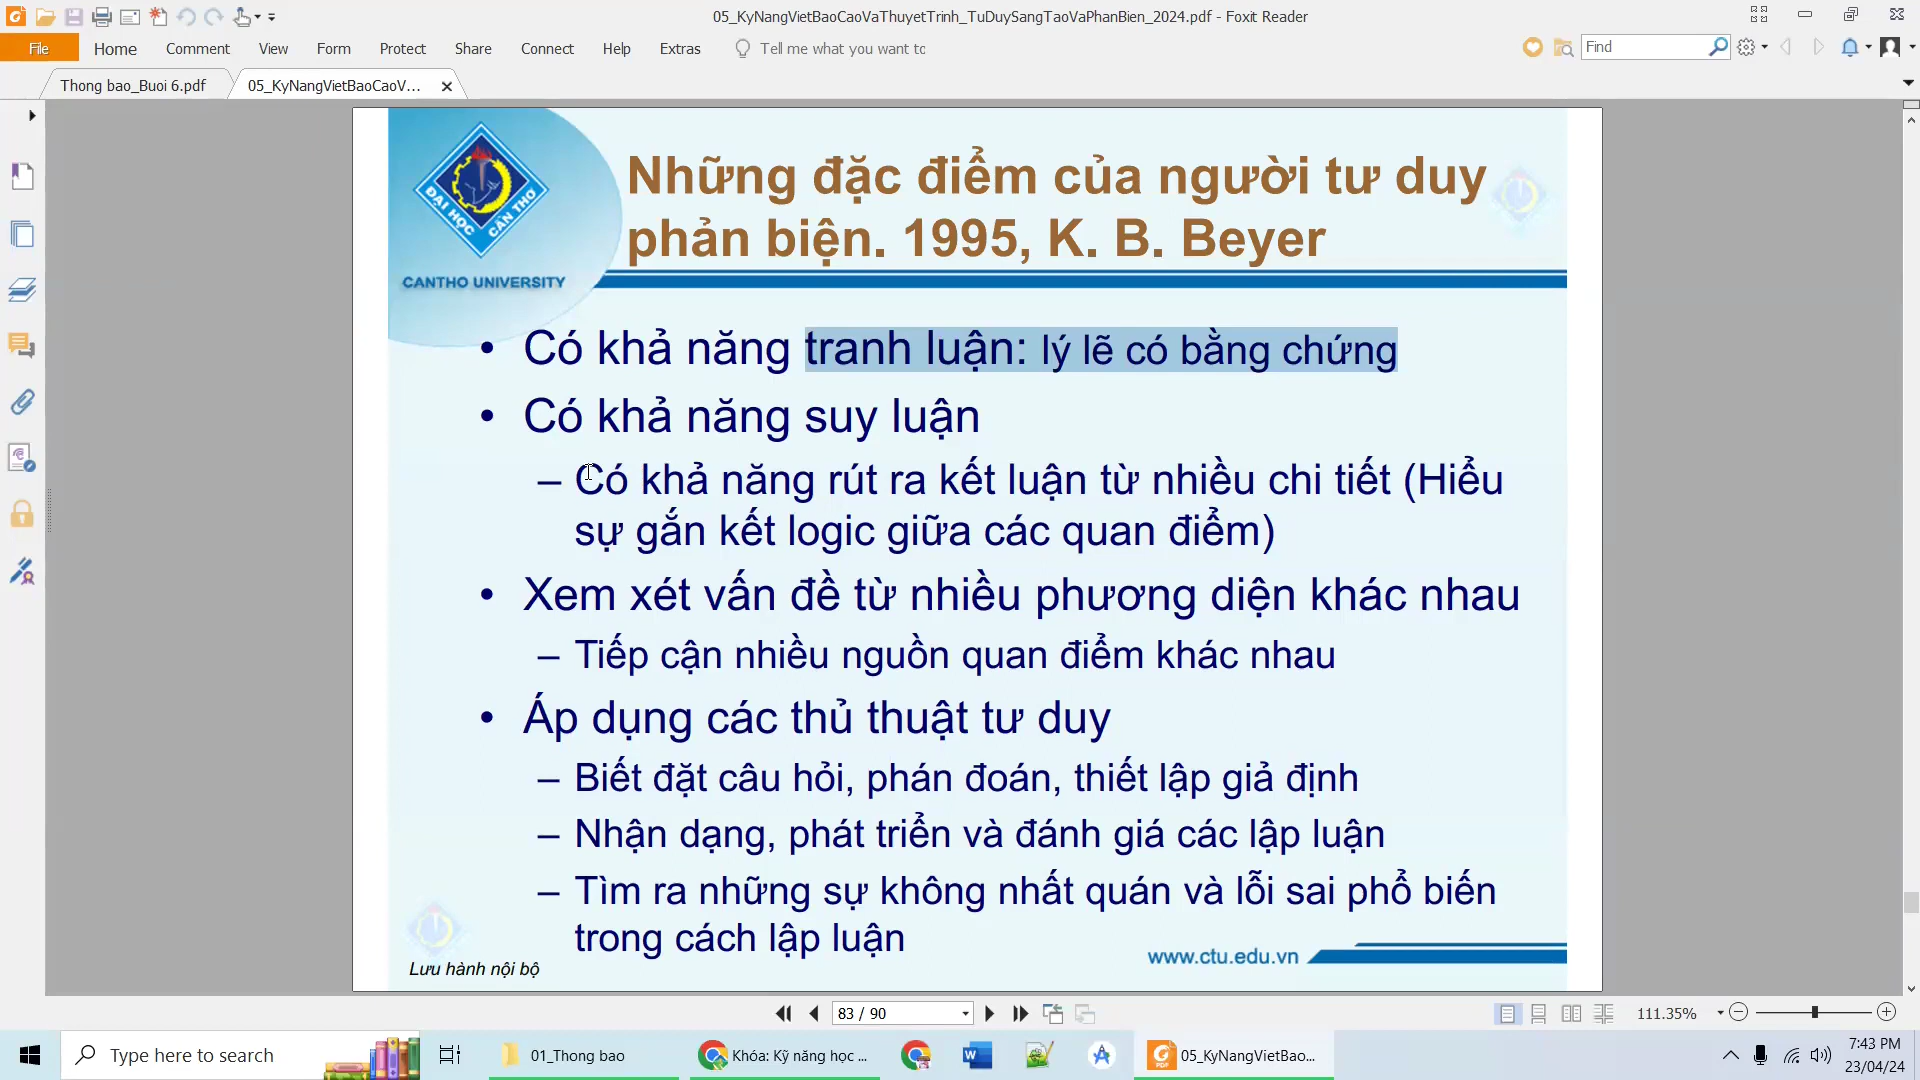 05_KyNangVietBaoCaoVaThuyetTrinh_TuDuySangTaoVaPhanBien_2024.pdf - Foxit Reader
File Home Comment View Form Protect Share Connect Help Extras Tell me what you want to Find
Thong bao_Buoi 6.pdf 05_KyNangVietBaoCaoV...
ĐẠI HỌC CẦN THƠ
CANTHO UNIVERSITY
Những đặc điểm của người tư duy
phản biện. 1995, K. B. Beyer
• Có khả năng tranh luận: lý lẽ có bằng chứng
• Có khả năng suy luận
– Có khả năng rút ra kết luận từ nhiều chi tiết (Hiểu
sự gắn kết logic giữa các quan điểm)
• Xem xét vấn đề từ nhiều phương diện khác nhau
– Tiếp cận nhiều nguồn quan điểm khác nhau
• Áp dụng các thủ thuật tư duy
– Biết đặt câu hỏi, phán đoán, thiết lập giả định
– Nhận dạng, phát triển và đánh giá các lập luận
– Tìm ra những sự không nhất quán và lỗi sai phổ biến
trong cách lập luận
Lưu hành nội bộ
www.ctu.edu.vn
83 / 90
111.35%
Type here to search
01_Thong bao
Khóa: Kỹ năng học ...
05_KyNangVietBao...
7:43 PM
23/04/24